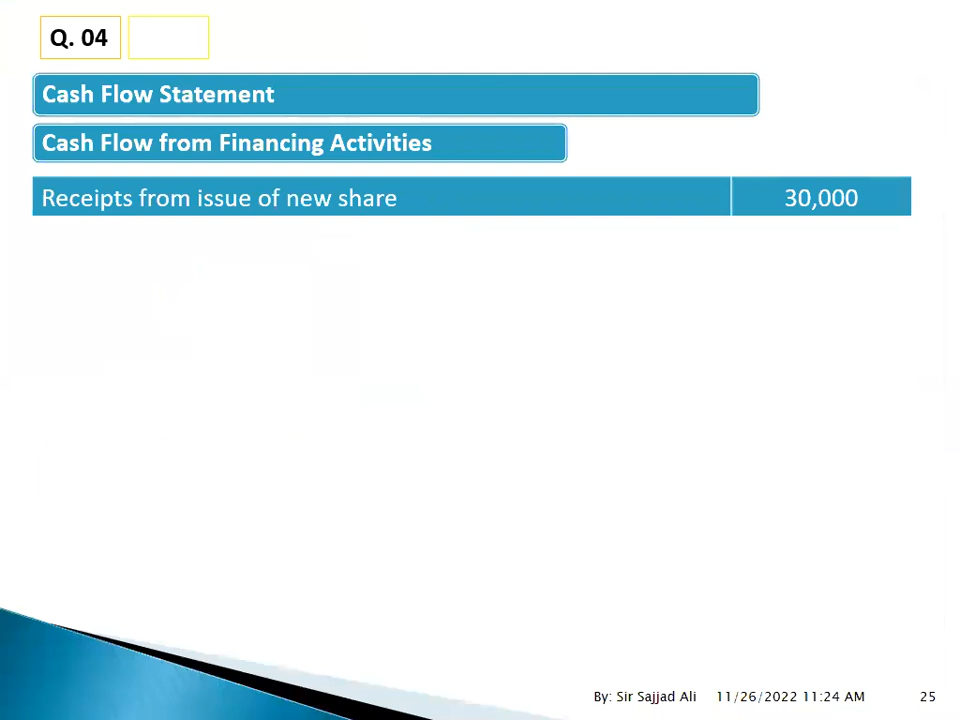 Q. 04
Cash Flow Statement
Cash Flow from Financing Activities
Receipts from issue of new share 30,000
By: Sir Sajjad Ali 11/26/2022 11:24 AM 25